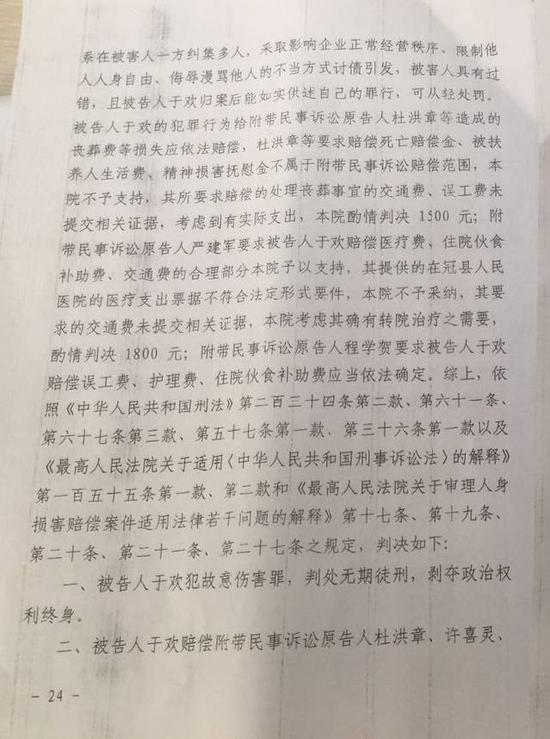 系在被害人一方纠集多人，采取影响企业正常经营秩序、限制他
人人身自由、侮辱谩骂他人的不当方式讨债引发，被害人具有过
错，且被告人于欢归案后能如实供述自己的罪行，可从轻处罚。
被告人于欢的犯罪行为给附带民事诉讼原告人杜洪章等造成的
丧葬费等损失应依法赔偿，杜洪章等要求赔偿死亡赔偿金、被扶
养人生活费、精神损害抚慰金不属于附带民事诉讼赔偿范围，本
院不予支持，其所要求赔偿的处理丧葬事宜的交通费、误工费未
提交相关证据，考虑到有实际支出，本院酌情判决 1500 元；附
带民事诉讼原告人严建军要求被告人于欢赔偿医疗费、住院伙食
补助费、交通费的合理部分本院予以支持，其提供的在冠县人民
医院的医疗支出票据不符合法定形式要件，本院不予采纳，其要
求的交通费未提交相关证据，本院考虑其确有转院治疗之需要，
酌情判决 1800 元；附带民事诉讼原告人程学贺要求被告人于欢
赔偿误工费、护理费、住院伙食补助费应当依法确定。综上，依
照《中华人民共和国刑法》第二百三十四条第二款、第六十一条、
第六十七条第三款、第五十七条第一款、第三十六条第一款以及
《最高人民法院关于适用〈中华人民共和国刑事诉讼法〉的解释》
第一百五十五条第一款、第二款和《最高人民法院关于审理人身
损害赔偿案件适用法律若干问题的解释》第十七条、第十九条、
第二十条、第二十一条、第二十七条之规定，判决如下：
一、被告人于欢犯故意伤害罪，判处无期徒刑，剥夺政治权
利终身。
二、被告人于欢赔偿附带民事诉讼原告人杜洪章、许喜灵、
- 24 -